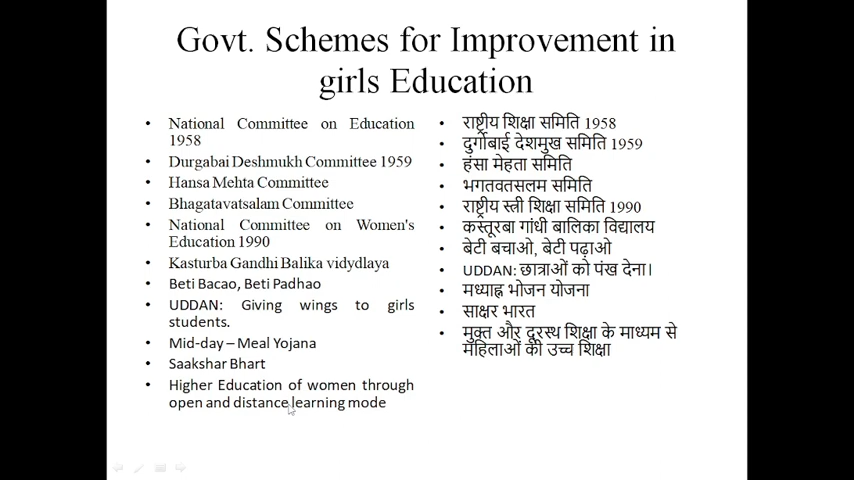 Govt. Schemes for Improvement in
girls Education
• National Committee on Education
1958
• Durgabai Deshmukh Committee 1959
• Hansa Mehta Committee
• Bhagatavatsalam Committee
• National Committee on Women's
Education 1990
• Kasturba Gandhi Balika vidydlaya
• Beti Bacao, Beti Padhao
• UDDAN: Giving wings to girls
students.
• Mid-day – Meal Yojana
• Saakshar Bhart
• Higher Education of women through
open and distance learning mode
• राष्ट्रीय शिक्षा समिति 1958
• दुर्गाबाई देशमुख समिति 1959
• हंसा मेहता समिति
• भगतवतसलम समिति
• राष्ट्रीय स्त्री शिक्षा समिति 1990
• कस्तूरबा गांधी बालिका विद्यालय
• बेटी बचाओ, बेटी पढ़ाओ
• UDDAN: छात्राओं को पंख देना।
• मध्याह्न भोजन योजना
• साक्षर भारत
• मुक्त और दूरस्थ शिक्षा के माध्यम से
महिलाओं की उच्च शिक्षा